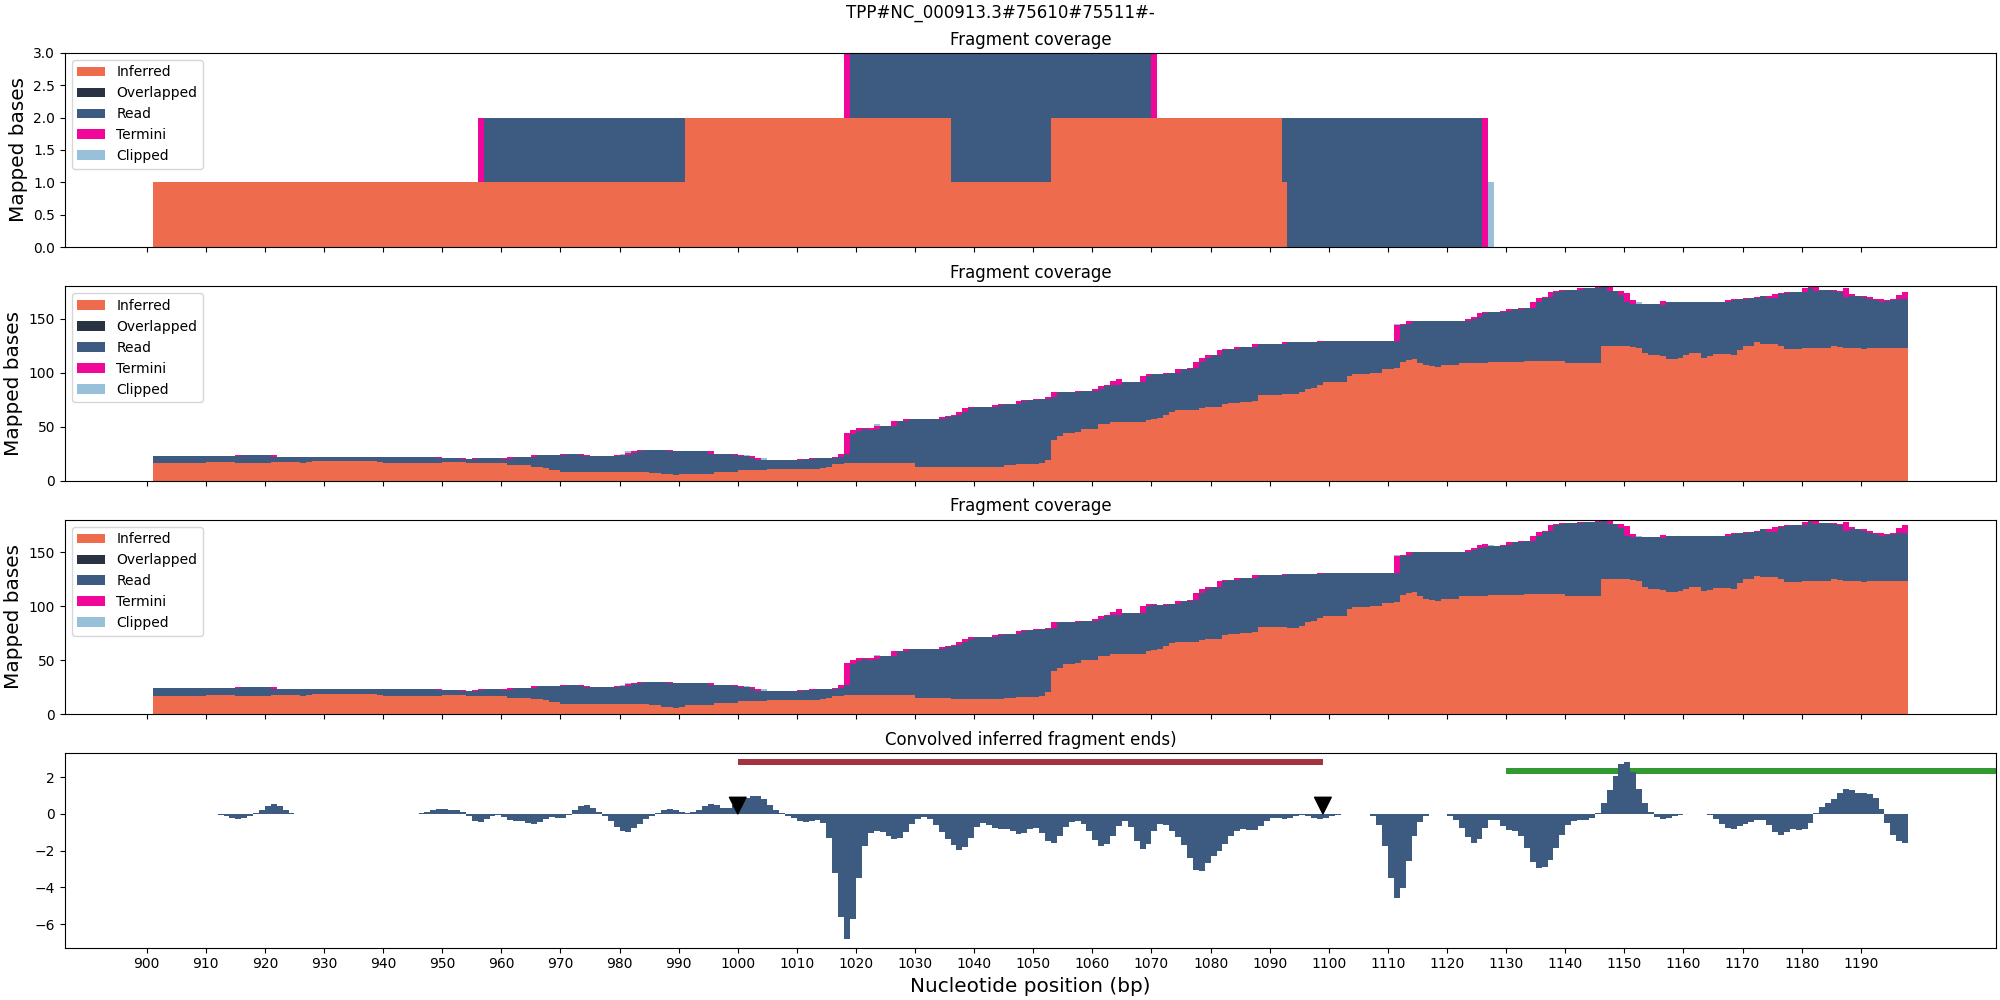 TPP#NC_000913.3#75610#75511#-
Fragment coverage
Mapped bases
3.0
2.5
2.0
1.5
1.0
0.5
0.0
Inferred
Overlapped
Read
Termini
Clipped
Fragment coverage
Mapped bases
150
100
50
0
Inferred
Overlapped
Read
Termini
Clipped
Fragment coverage
Mapped bases
150
100
50
0
Inferred
Overlapped
Read
Termini
Clipped
Convolved inferred fragment ends)
2
0
−2
−4
−6
900 910 920 930 940 950 960 970 980 990 1000 1010 1020 1030 1040 1050 1060 1070 1080 1090 1100 1110 1120 1130 1140 1150 1160 1170 1180 1190
Nucleotide position (bp)